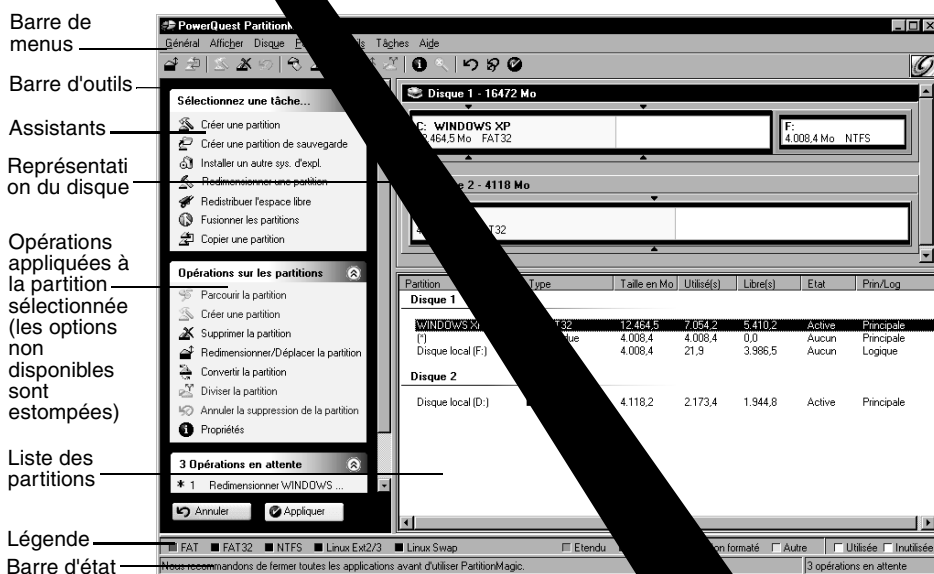 Barre de
menus
Barre d'outils
Assistants
Représentati
on du disque
Opérations
appliquées à
la partition
sélectionnée
(les options
non
disponibles
sont
estompées)
Liste des
partitions
Légende
Barre d'état
PowerQuest
Général Afficher Disque Tâches Aide
Sélectionnez une tâche...
Créer une partition
Créer une partition de sauvegarde
Installer un autre sys. d'expl.
Redimensionner une partition
Redistribuer l'espace libre
Fusionner les partitions
Copier une partition
Opérations sur les partitions
Parcourir la partition
Créer une partition
Supprimer la partition
Redimensionner/Déplacer la partition
Convertir la partition
Diviser la partition
Annuler la suppression de la partition
Propriétés
3 Opérations en attente
* 1 Redimensionner WINDOWS ...
Annuler Appliquer
Disque 1 - 16472 Mo
C: WINDOWS XP
FAT32
F:
4.008,4 Mo NTFS
2 - 4118 Mo
Partition Type Taille en Mo Utilisé(s) Libre(s) Etat Prin/Log
Disque 1
WINDOWS 12.464,5 7.054,2 5.410,2 Active Principale
(*) 4.008,4 4.008,4 0,0 Aucun Principale
Disque local (F:) 4.008,4 21,9 3.986,5 Aucun Logique
Disque 2
Disque local (D:) 4.118,2 2.173,4 1.944,8 Active Principale
FAT FAT32 NTFS Linux Ext2/3 Linux Swap Etendu formaté Autre Utilisée Inutilisée
Nous recommandons de fermer toutes les applications avant d'utiliser PartitionMagic.
3 opérations en attente